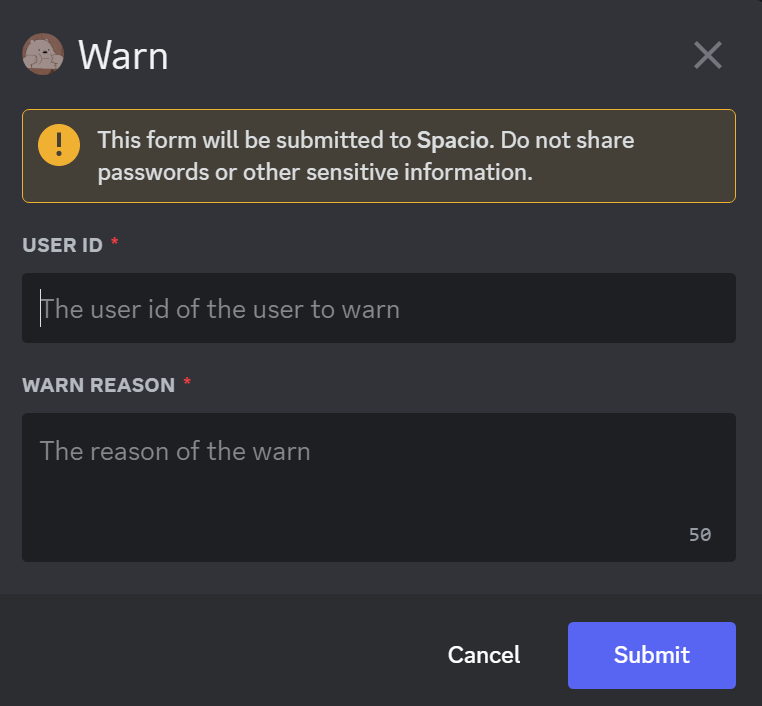 Warn
This form will be submitted to Spacio. Do not share
passwords or other sensitive information.
USER ID *
The user id of the user to warn
WARN REASON *
The reason of the warn
50
Cancel
Submit